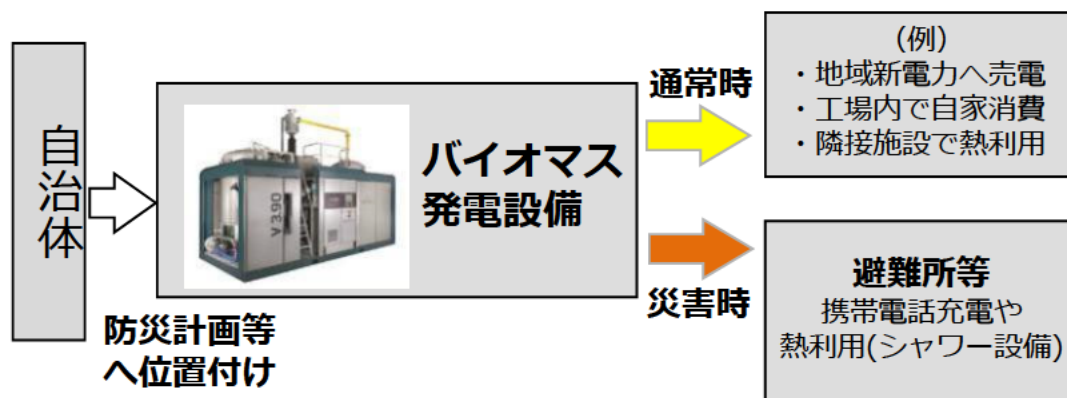 自治体
防災計画等
へ位置付け
V390
バイオマス
発電設備
通常時
(例)
・地域新電力へ売電
・工場内で自家消費
・隣接施設で熱利用
災害時
避難所等
携帯電話充電や
熱利用(シャワー設備)